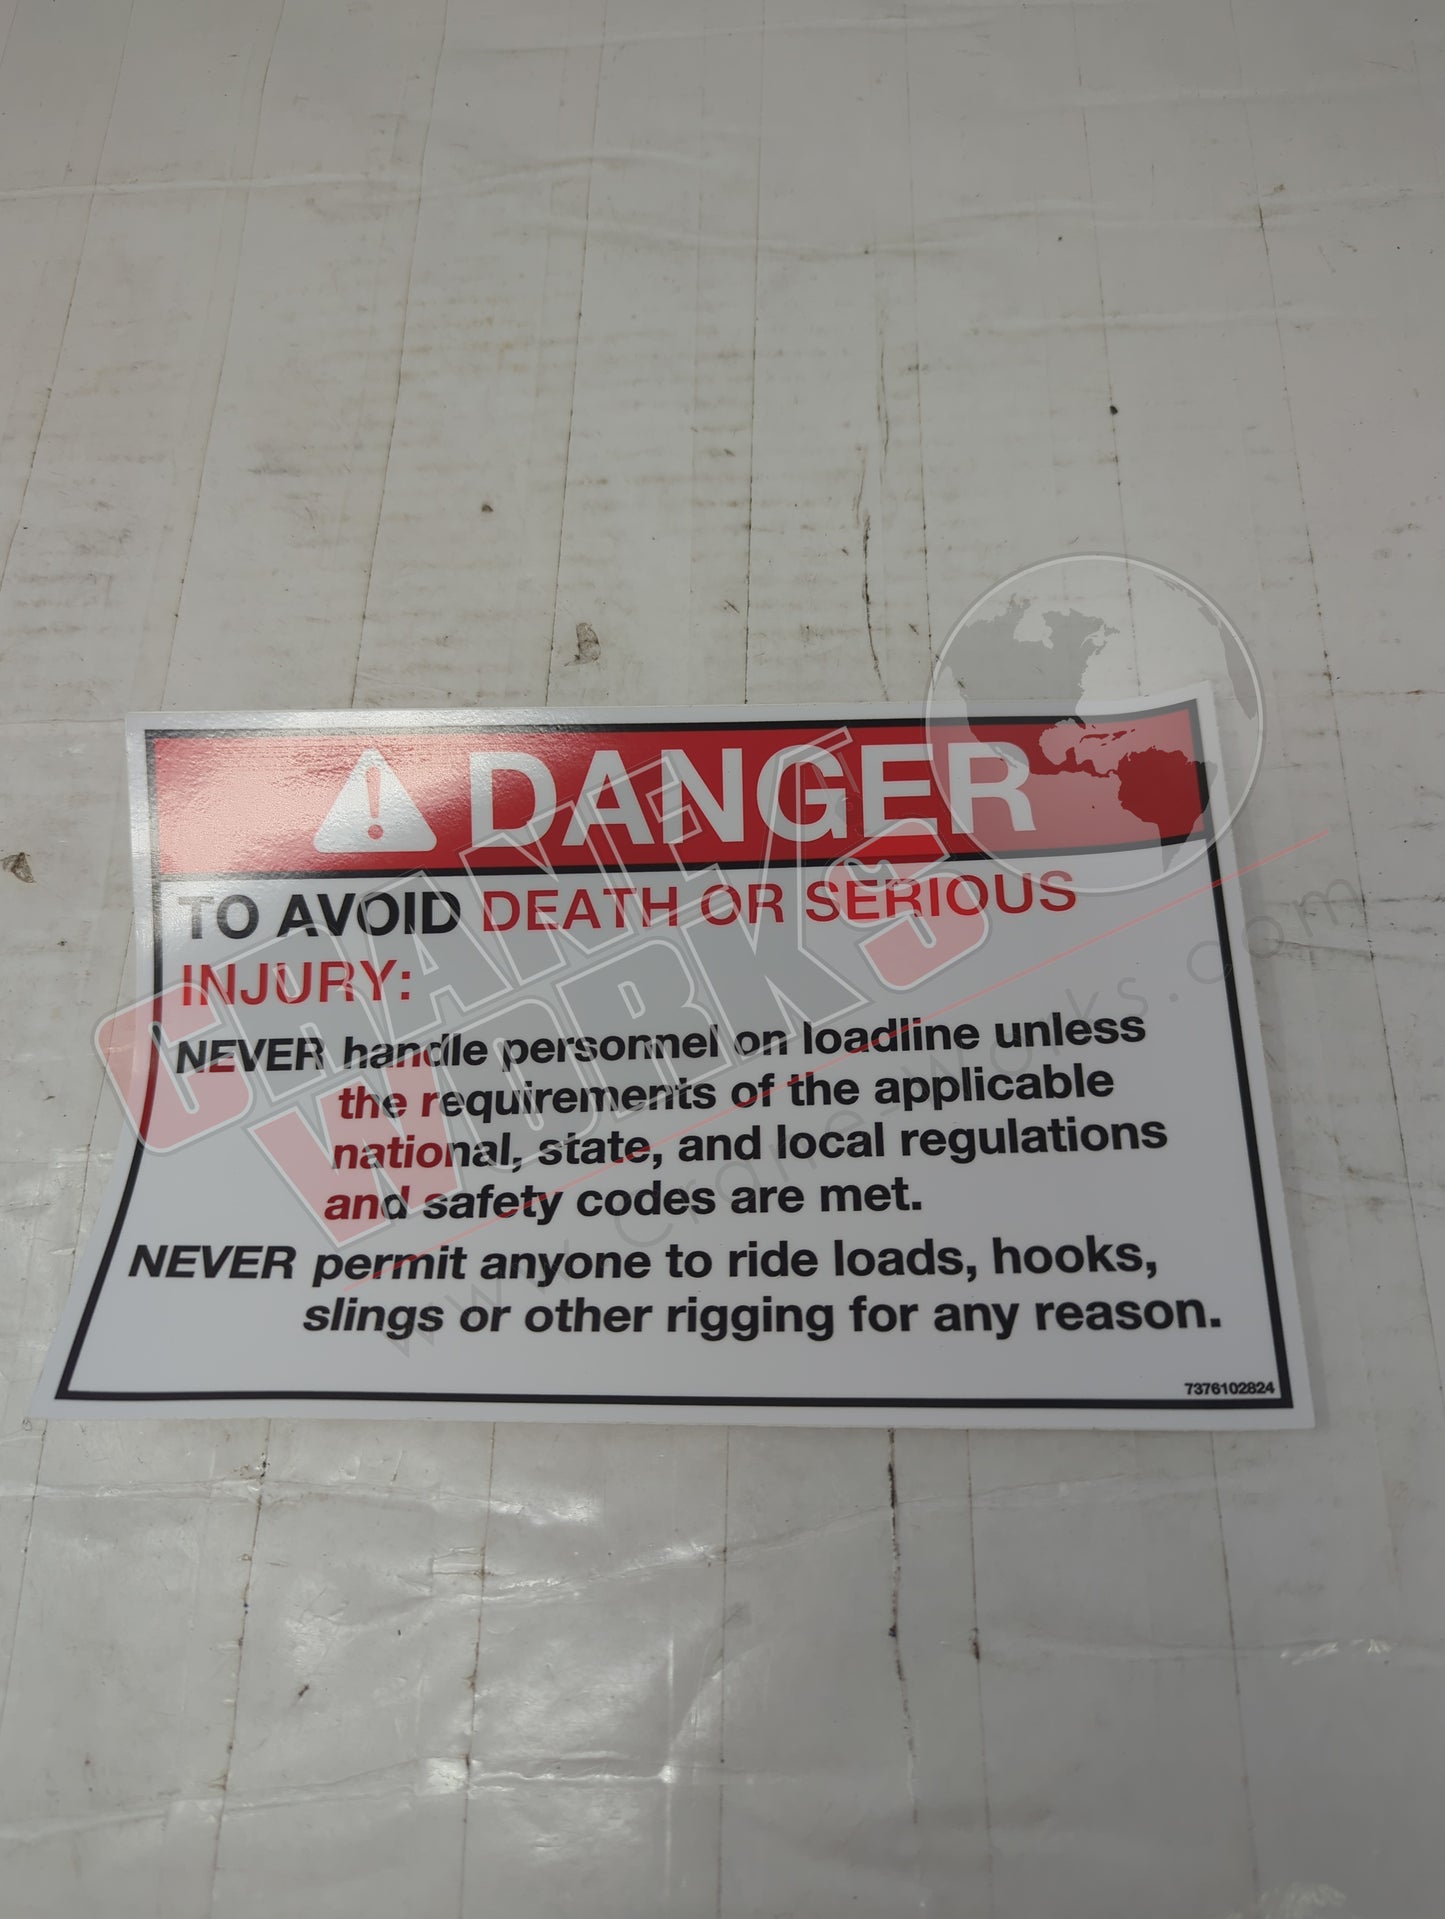 DANGER
TO AVOID DEATH OR SERIOUS
INJURY:
NEVER handle personnel on loadline unless
the requirements of the applicable
national, state, and local regulations
and safety codes are met.
NEVER permit anyone to ride loads, hooks,
slings or other rigging for any reason.
7376102824
CRANE
WORKS
www.Crane-Works.com